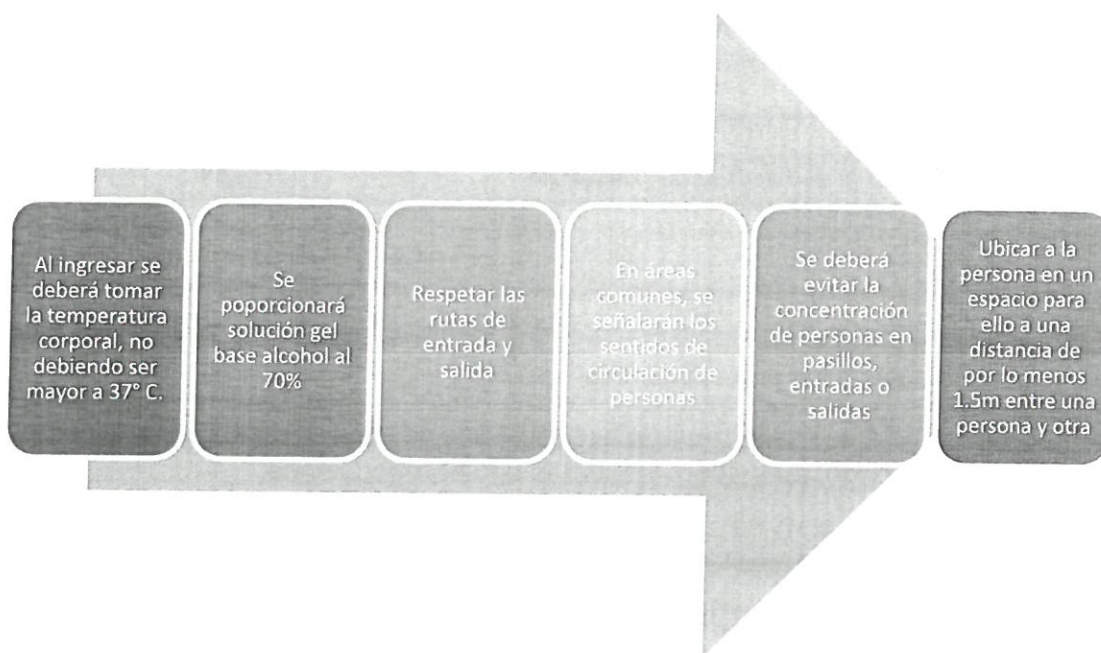 Al ingresar se
deberá tomar
la temperatura
corporal, no
debiendo ser
mayor a 37° C.
Se
poporcionará
solución gel
base alcohol al
70%
Respetar las
rutas de
entrada y
salida
En áreas
comunes, se
señalarán los
sentidos de
circulación de
personas
Se deberá
evitar la
concentración
de personas en
pasillos,
entradas o
salidas
Ubicar a la
persona en un
espacio para
ello a una
distancia de
por lo menos
1.5m entre una
persona y otra